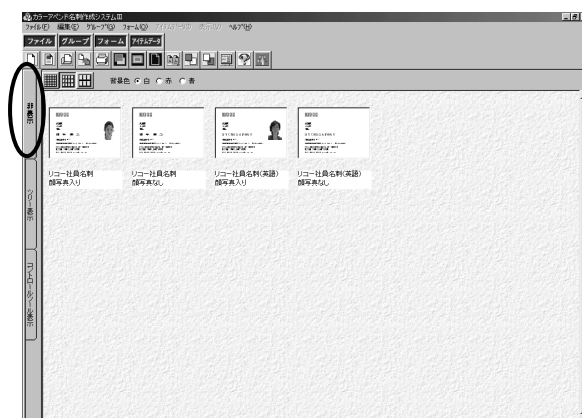 カラーアペンド名刺作成システムⅢ
ファイル(F) 編集(E) グループ(G) フォーム(O) アイテムデータ(I) 表示(V) ヘルプ(H)
ファイル グループ フォーム アイテムデータ
背景色 白 赤 青
非表示
ツリー表示
コントロールツール表示
RICOH
RICOH
RICOH
RICOH
リコー社員名刺
顔写真入り
リコー社員名刺
顔写真なし
リコー社員名刺(英語)
顔写真入り
リコー社員名刺(英語)
顔写真なし